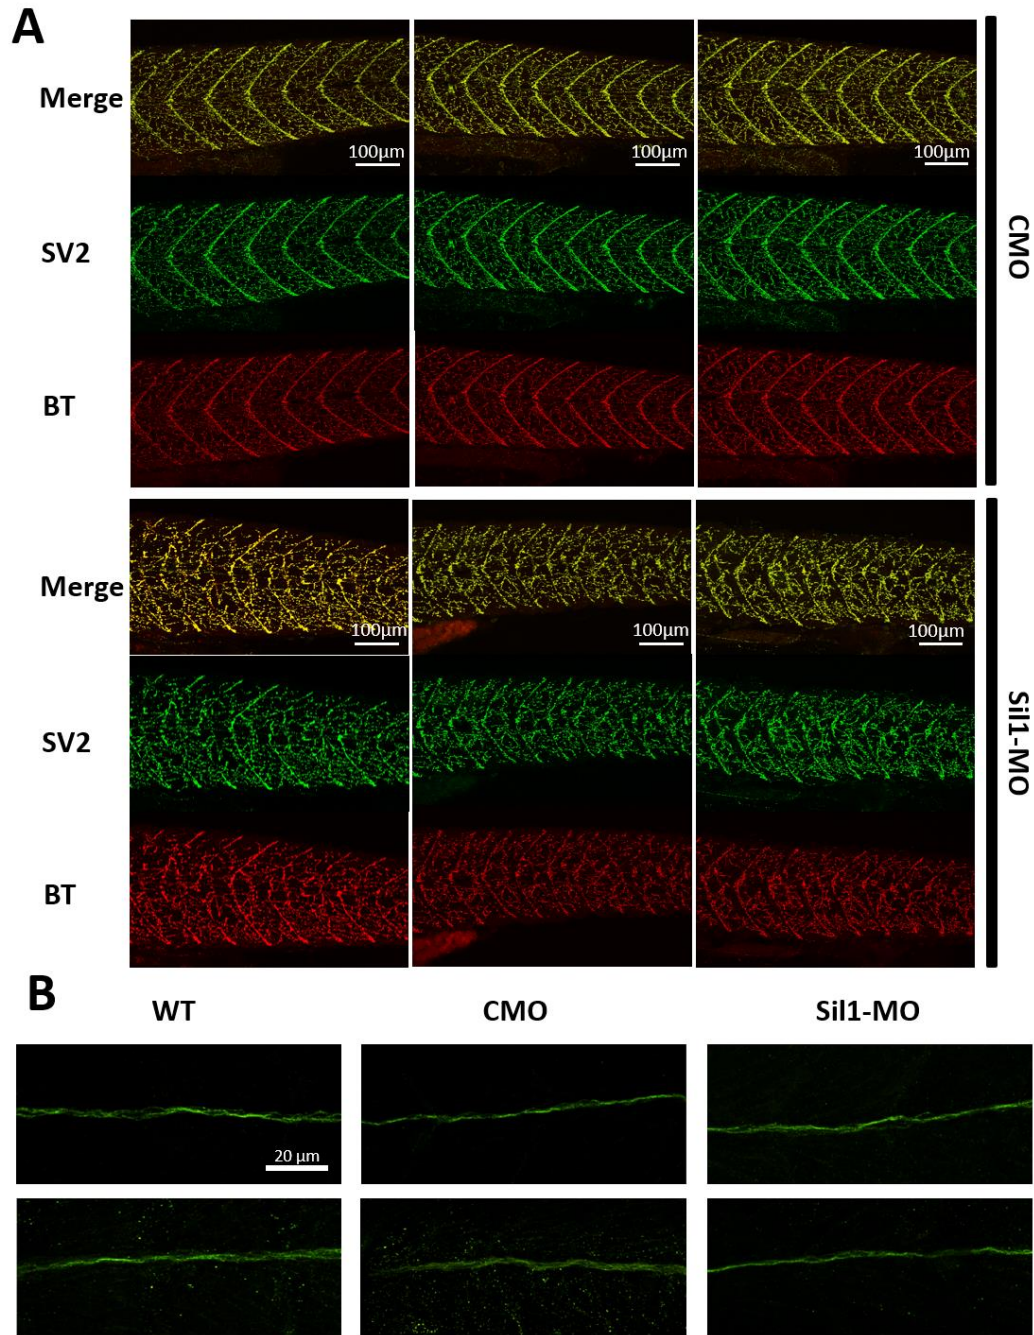 A
Merge
100μm 100μm 100μm
SV2
BT
CMO
Merge
100μm 100μm 100μm
SV2
BT
Sil1-MO
B
WT CMO Sil1-MO
20 μm